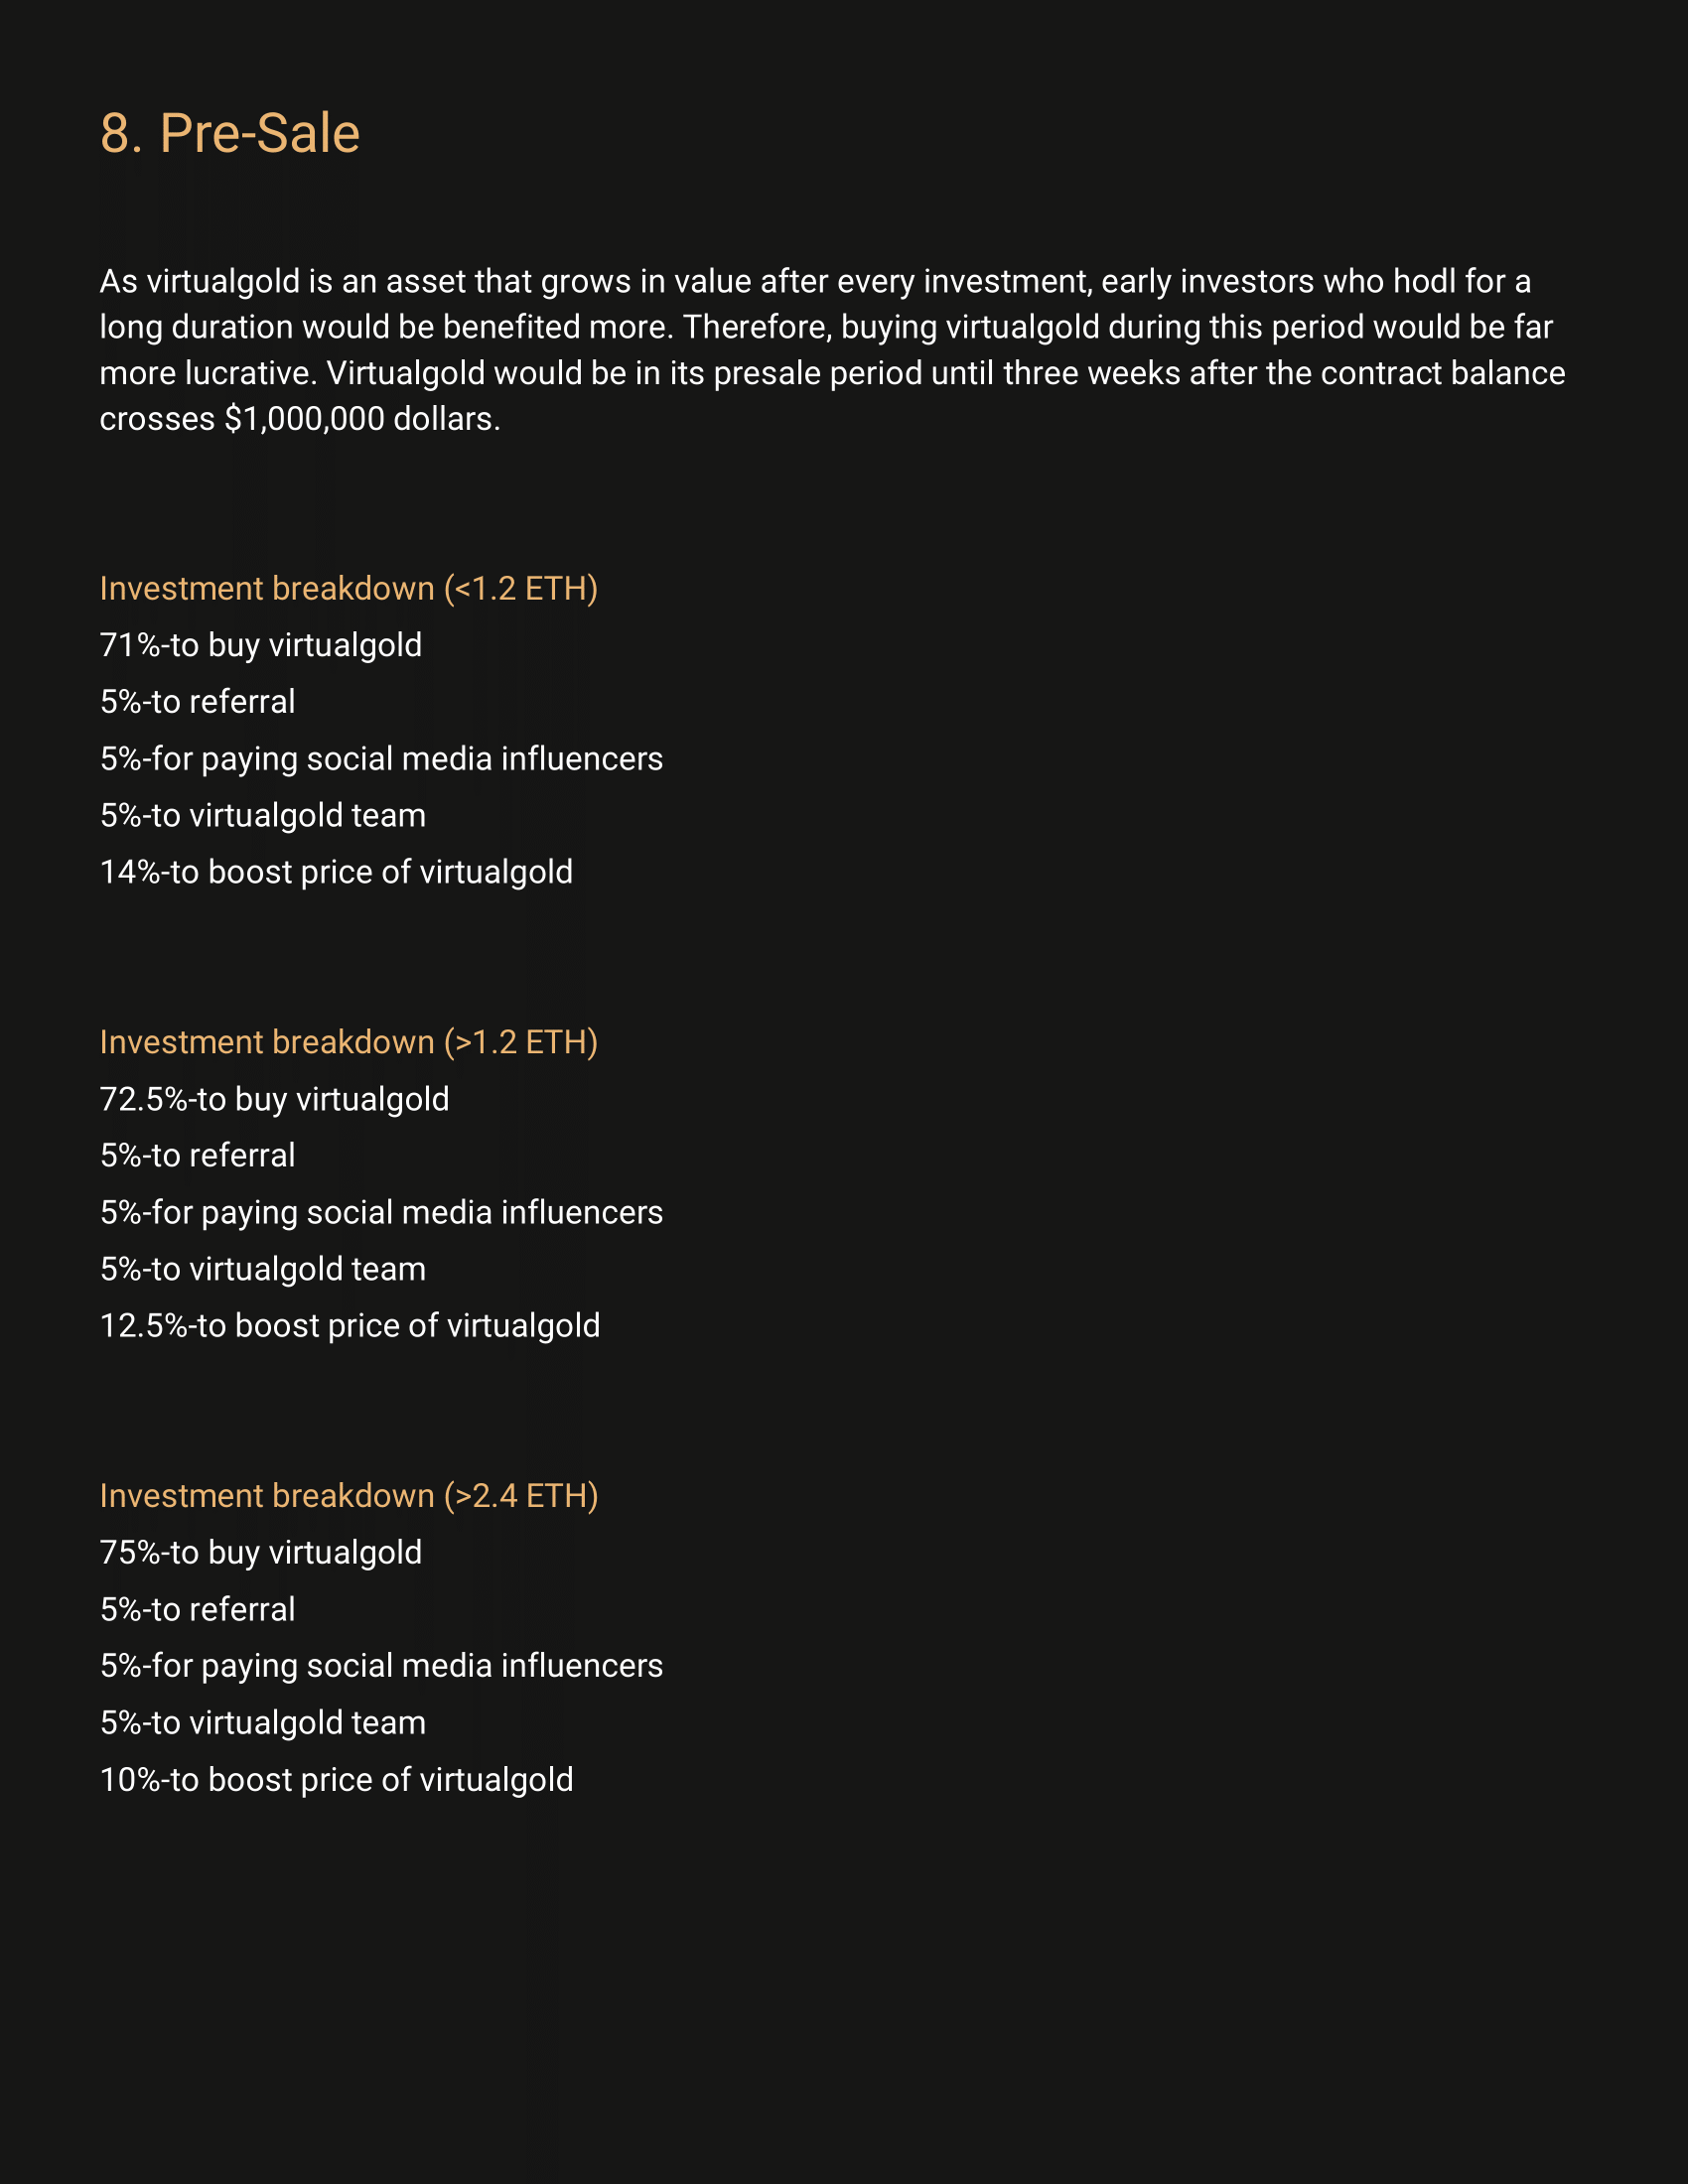 8. Pre-Sale
As virtualgold is an asset that grows in value after every investment, early investors who hodl for a
long duration would be benefited more. Therefore, buying virtualgold during this period would be far
more lucrative. Virtualgold would be in its presale period until three weeks after the contract balance
crosses $1,000,000 dollars.
Investment breakdown (<1.2 ETH)
71%-to buy virtualgold
5%-to referral
5%-for paying social media influencers
5%-to virtualgold team
14%-to boost price of virtualgold
Investment breakdown (>1.2 ETH)
72.5%-to buy virtualgold
5%-to referral
5%-for paying social media influencers
5%-to virtualgold team
12.5%-to boost price of virtualgold
Investment breakdown (>2.4 ETH)
75%-to buy virtualgold
5%-to referral
5%-for paying social media influencers
5%-to virtualgold team
10%-to boost price of virtualgold